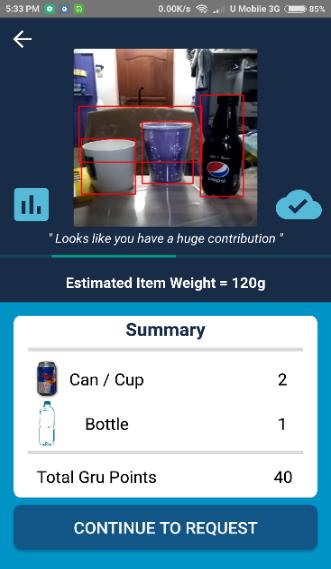 5:33 PM 0.00K/s U Mobile 3G 85%
pepsi
" Looks like you have a huge contribution "
Estimated Item Weight = 120g
Summary
Can / Cup 2
Bottle 1
Total Gru Points 40
CONTINUE TO REQUEST